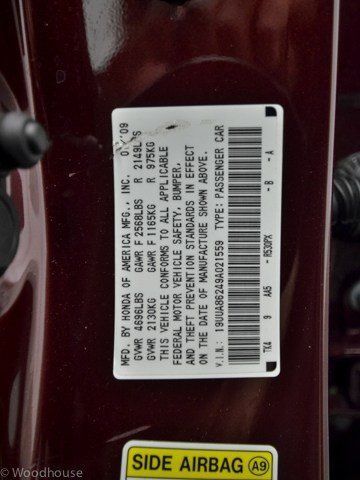 MFD. BY HONDA OF AMERICA MFG., INC.
GVWR 4696LBS GAWR F 2568LBS R 2149LBS
GVWR 2130KG GAWR F 1165KG R 975KG
THIS VEHICLE CONFORMS TO ALL APPLICABLE
FEDERAL MOTOR VEHICLE SAFETY, BUMPER,
AND THEFT PREVENTION STANDARDS IN EFFECT
ON THE DATE OF MANUFACTURE SHOWN ABOVE.
V.I.N.: 19UUA86249A021559 TYPE: PASSENGER CAR
TK4 9 AA5 - R530PX - B - A
SIDE AIRBAG A9
© Woodhouse